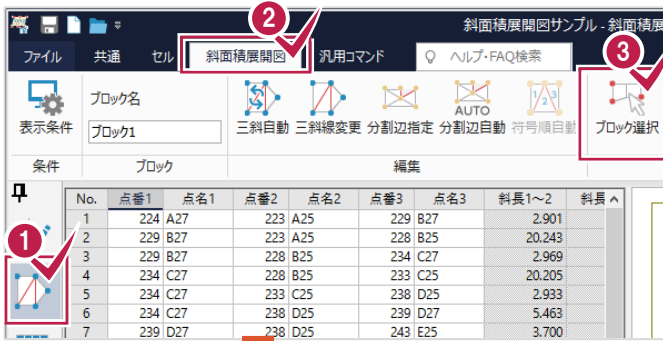 斜面積展開図サンプル - 斜面積展
2
ファイル 共通 セル 斜面積展開図 汎用コマンド ヘルプ・FAQ検索
3
表示条件 ブロック名 ブロック1 三斜自動 三斜線変更 分割辺指定 AUTO 分割辺自動 123 符号順自動 ブロック選択
条件 ブロック 編集
No. 点番1 点名1 点番2 点名2 点番3 点名3 斜長1~2 斜長
1 224 A27 223 A25 229 B27 2.901
2 229 B27 223 A25 228 B25 20.243
3 229 B27 228 B25 234 C27 2.969
4 234 C27 228 B25 233 C25 20.205
5 234 C27 233 C25 238 D25 2.933
6 234 C27 238 D25 239 D27 5.463
7 239 D27 238 D25 243 E25 3.700
1